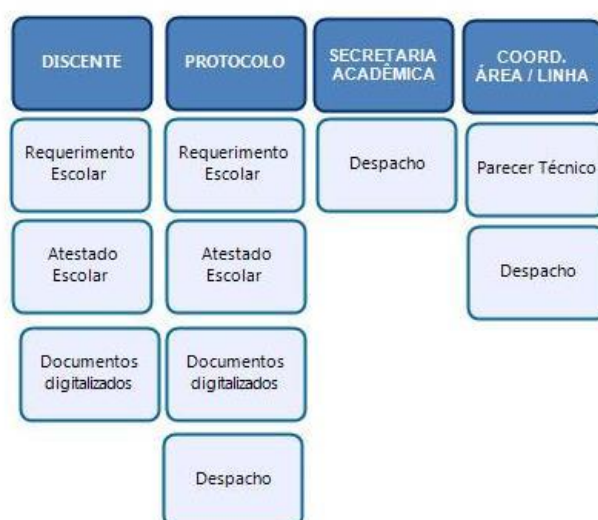 DISCENTE
PROTOCOLO
SECRETARIA
ACADÊMICA
COORD.
ÁREA / LINHA
Requerimento
Escolar
Requerimento
Escolar
Despacho
Parecer Técnico
Atestado
Escolar
Atestado
Escolar
Despacho
Documentos
digitalizados
Documentos
digitalizados
Despacho